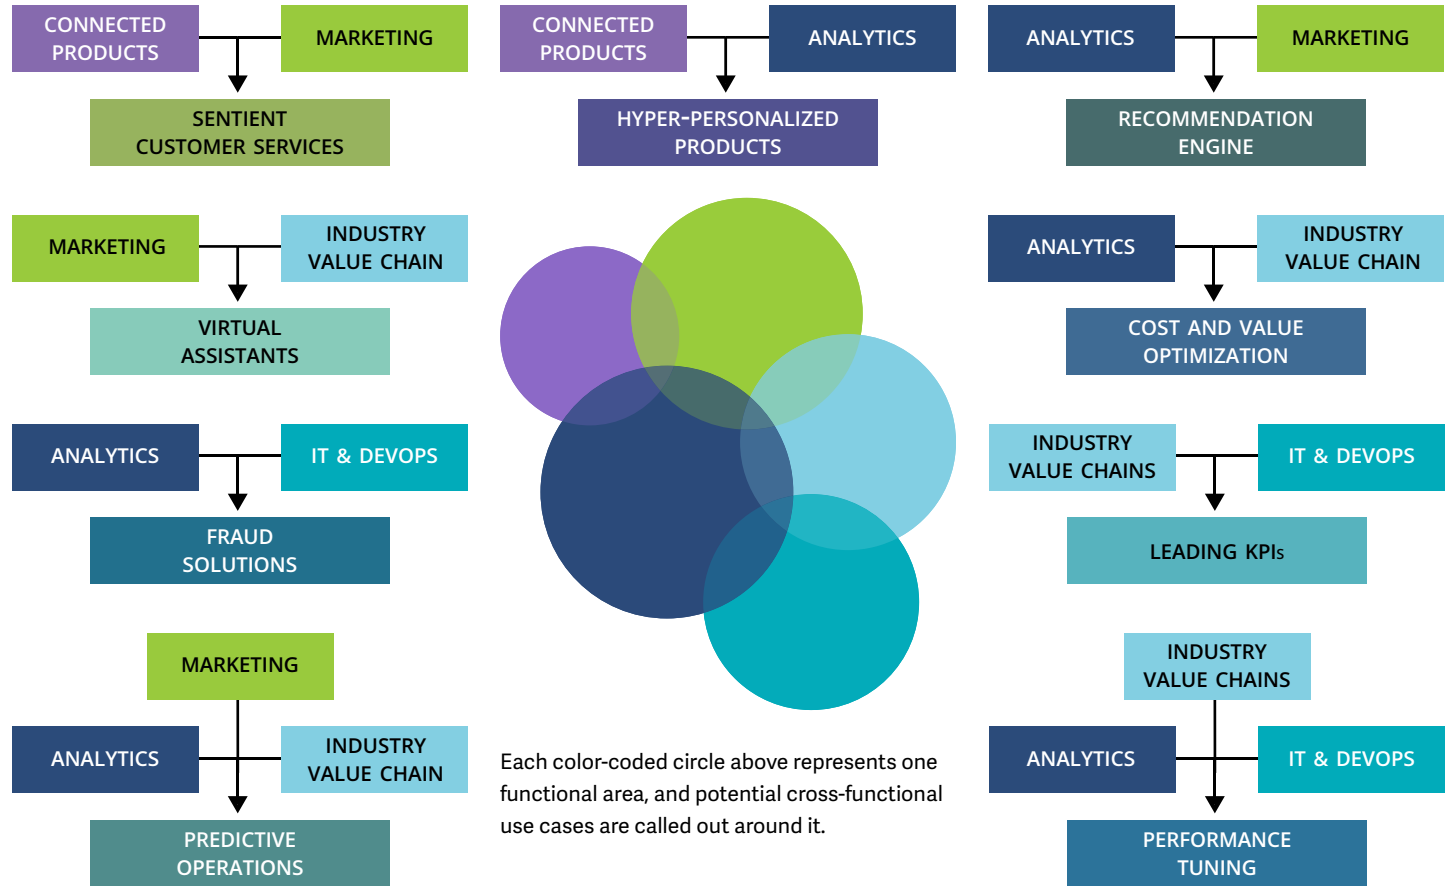 CONNECTED
PRODUCTS
MARKETING
SENTIENT
CUSTOMER SERVICES
CONNECTED
PRODUCTS
ANALYTICS
HYPER-PERSONALIZED
PRODUCTS
ANALYTICS
MARKETING
RECOMMENDATION
ENGINE
MARKETING
INDUSTRY
VALUE CHAIN
VIRTUAL
ASSISTANTS
ANALYTICS
INDUSTRY
VALUE CHAIN
COST AND VALUE
OPTIMIZATION
ANALYTICS
IT & DEVOPS
FRAUD
SOLUTIONS
INDUSTRY
VALUE CHAINS
IT & DEVOPS
LEADING KPIs
MARKETING
ANALYTICS
INDUSTRY
VALUE CHAIN
PREDICTIVE
OPERATIONS
Each color-coded circle above represents one
functional area, and potential cross-functional
use cases are called out around it.
INDUSTRY
VALUE CHAINS
ANALYTICS
IT & DEVOPS
PERFORMANCE
TUNING